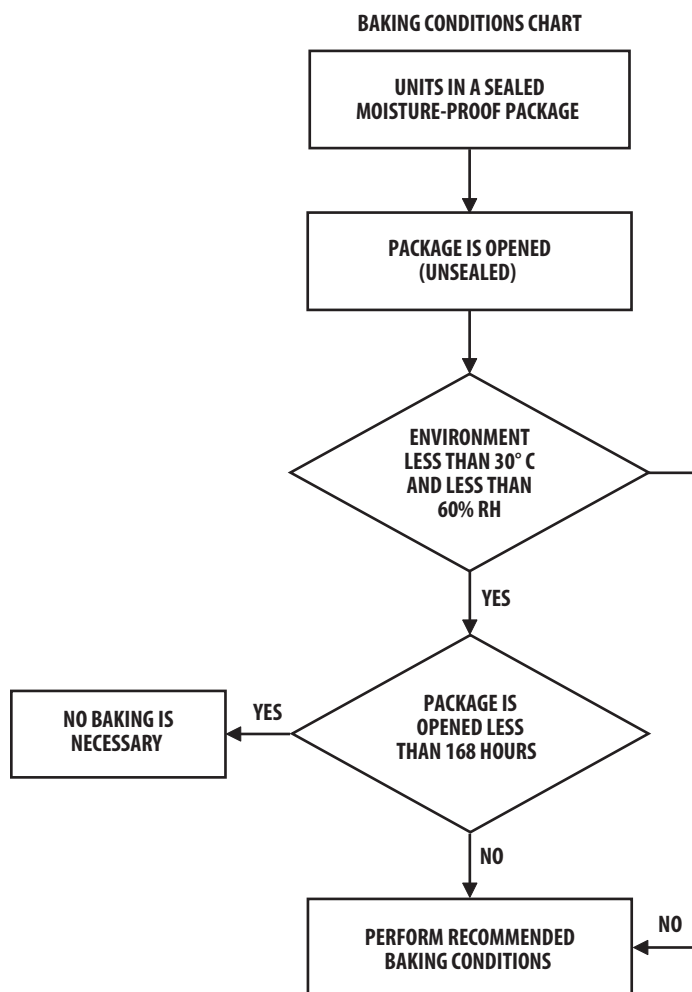 BAKING CONDITIONS CHART
UNITS IN A SEALED
MOISTURE-PROOF PACKAGE
PACKAGE IS OPENED
(UNSEALED)
ENVIRONMENT
LESS THAN 30° C
AND LESS THAN
60% RH
YES
PACKAGE IS
OPENED LESS
THAN 168 HOURS
YES
NO BAKING IS
NECESSARY
NO
PERFORM RECOMMENDED
BAKING CONDITIONS
NO